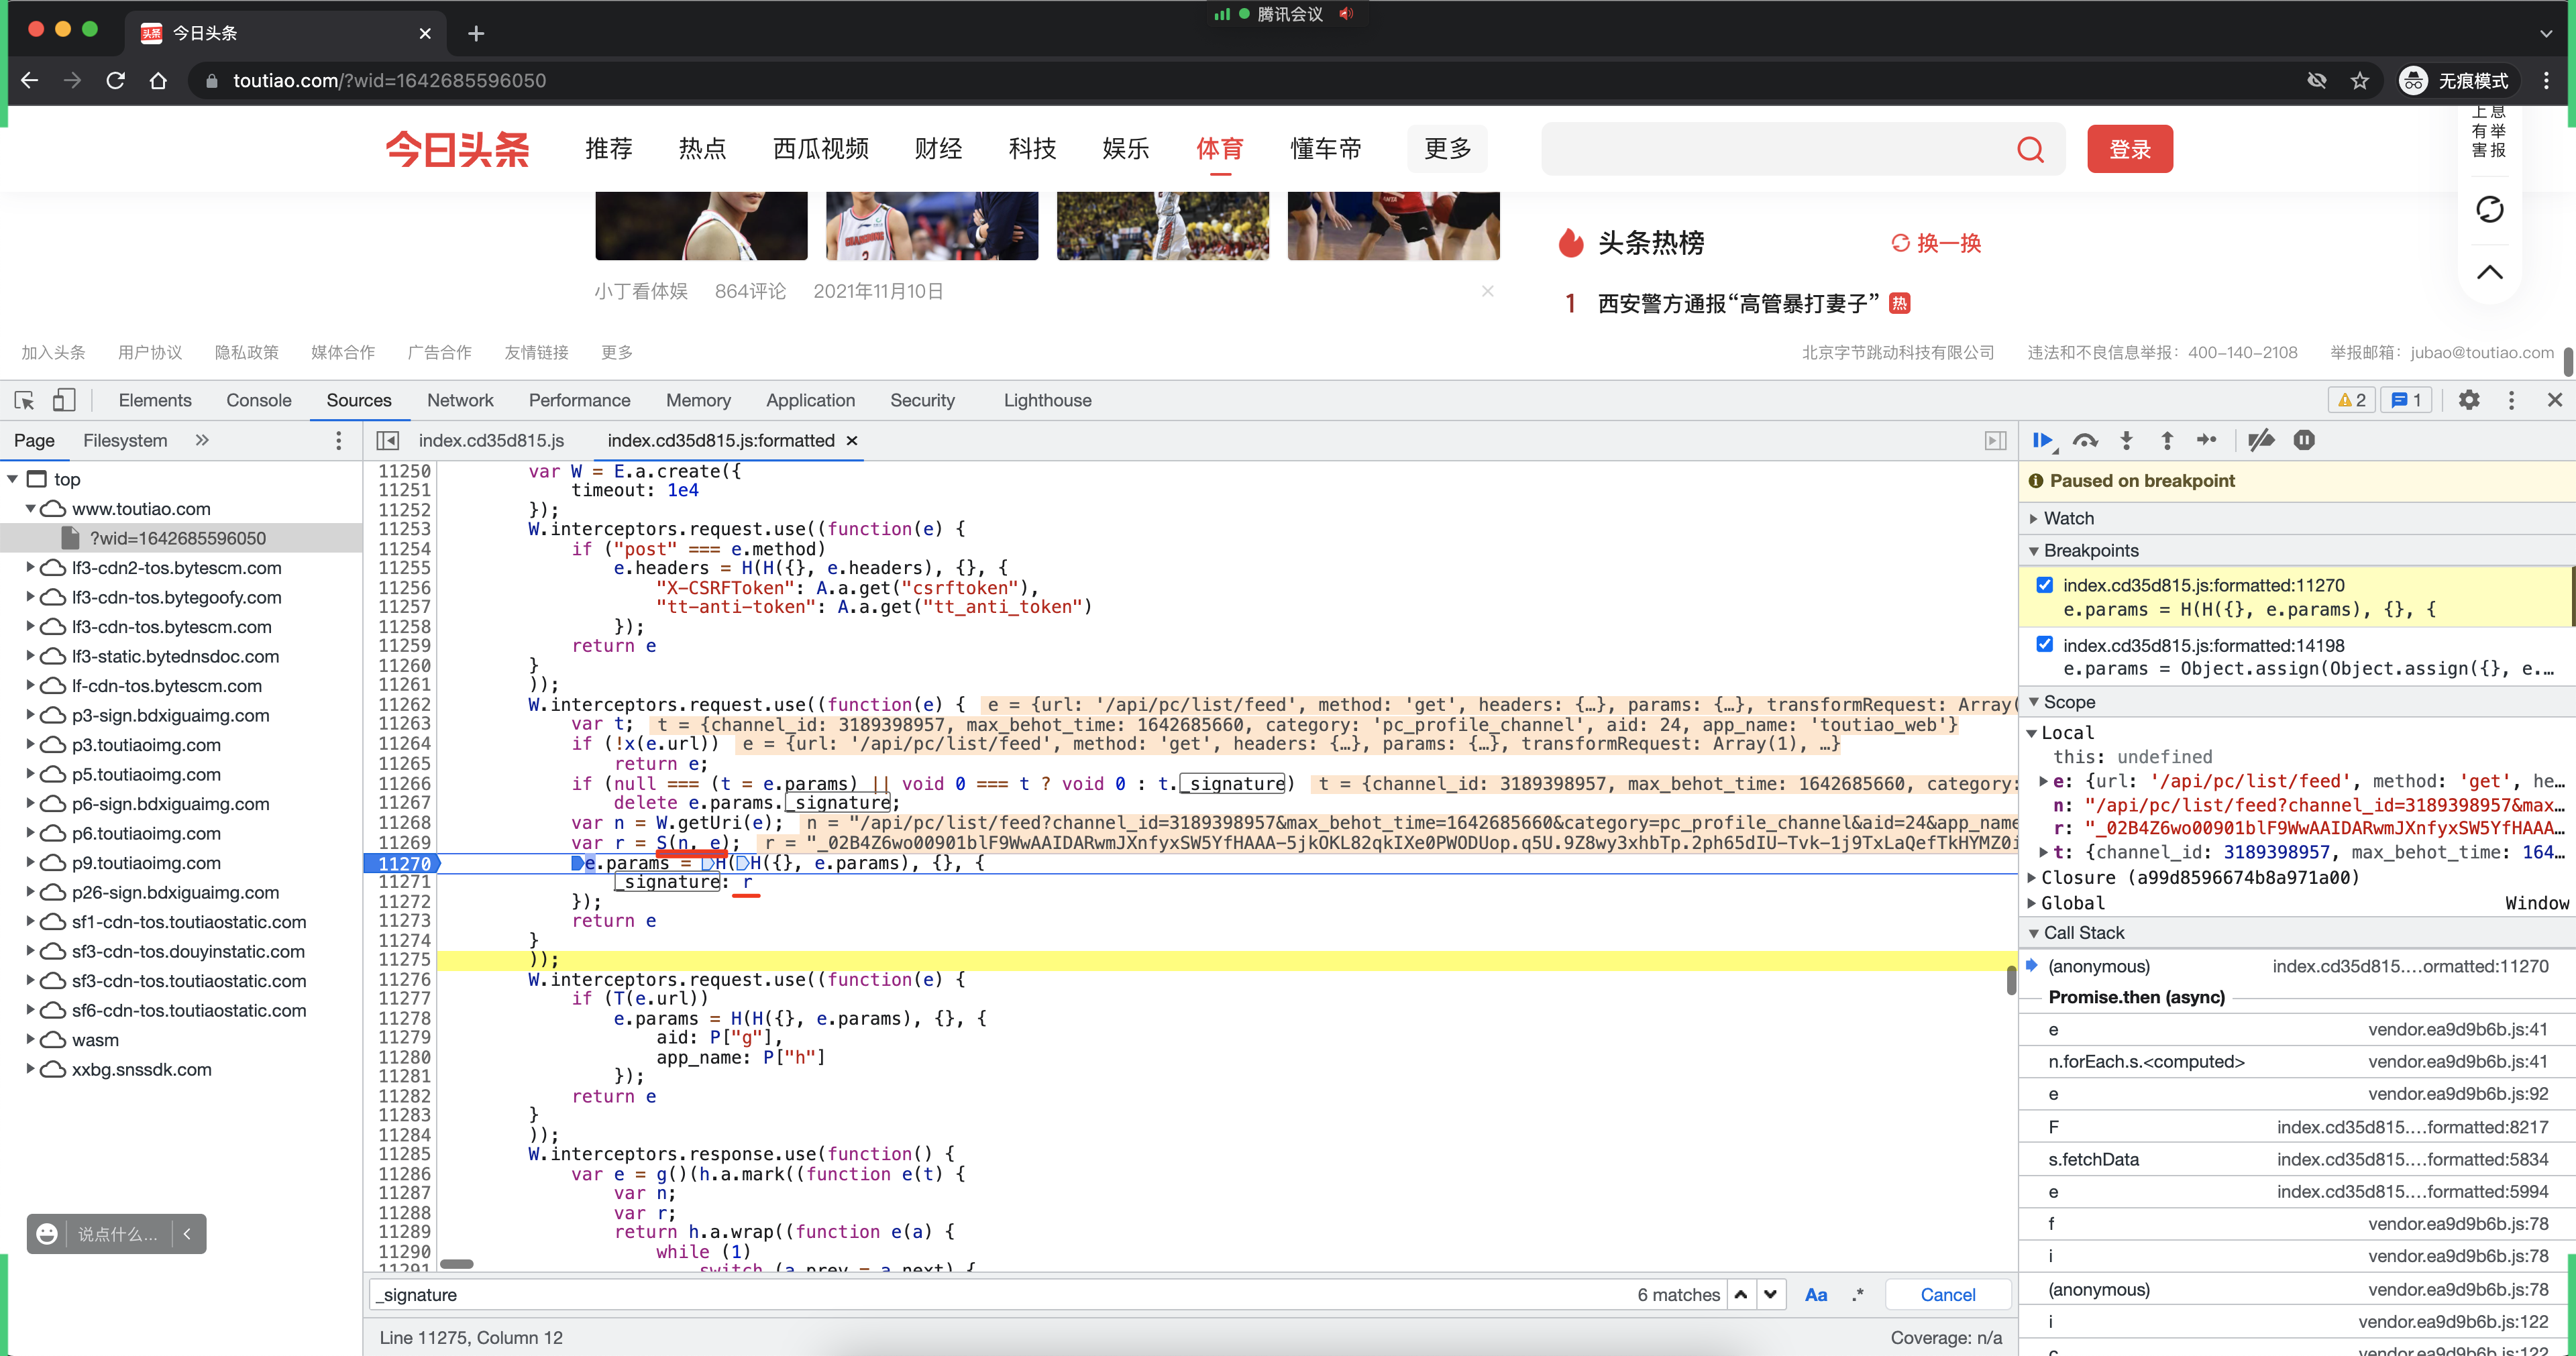 腾讯会议
今日头条
toutiao.com/?wid=1642685596050
无痕模式
今日头条 推荐 热点 西瓜视频 财经 科技 娱乐 体育 懂车帝 更多 登录
上 息
有 举
害 报
头条热榜 换一换
小丁看体娱 864评论 2021年11月10日
1 西安警方通报“高管暴打妻子” 热
加入头条 用户协议 隐私政策 媒体合作 广告合作 友情链接 更多 北京字节跳动科技有限公司 违法和不良信息举报：400-140-2108 举报邮箱：jubao@toutiao.com
Elements Console Sources Network Performance Memory Application Security Lighthouse 2 1
Page Filesystem
top
www.toutiao.com
?wid=1642685596050
lf3-cdn2-tos.bytescm.com
lf3-cdn-tos.bytegoofy.com
lf3-cdn-tos.bytescm.com
lf3-static.bytednsdoc.com
lf-cdn-tos.bytescm.com
p3-sign.bdxiguaimg.com
p3.toutiaoimg.com
p5.toutiaoimg.com
p6-sign.bdxiguaimg.com
p6.toutiaoimg.com
p9.toutiaoimg.com
p26-sign.bdxiguaimg.com
sf1-cdn-tos.toutiaostatic.com
sf3-cdn-tos.douyinstatic.com
sf3-cdn-tos.toutiaostatic.com
sf6-cdn-tos.toutiaostatic.com
wasm
xxbg.snssdk.com
说点什么...
index.cd35d815.js index.cd35d815.js:formatted
11250 var W = E.a.create({
11251 timeout: 1e4
11252 });
11253 W.interceptors.request.use((function(e) {
11254 if ("post" === e.method)
11255 e.headers = H(H({}, e.headers), {}, {
11256 "X-CSRFToken": A.a.get("csrftoken"),
11257 "tt-anti-token": A.a.get("tt_anti_token")
11258 });
11259 return e
11260 }
11261 ));
11262 W.interceptors.request.use((function(e) { e = {url: '/api/pc/list/feed', method: 'get', headers: {…}, params: {…}, transformRequest: Array(
11263 var t; t = {channel_id: 3189398957, max_behot_time: 1642685660, category: 'pc_profile_channel', aid: 24, app_name: 'toutiao_web'}
11264 if (!x(e.url)) e = {url: '/api/pc/list/feed', method: 'get', headers: {…}, params: {…}, transformRequest: Array(1), …}
11265 return e;
11266 if (null === (t = e.params) || void 0 === t ? void 0 : t._signature) t = {channel_id: 3189398957, max_behot_time: 1642685660, category:
11267 delete e.params._signature;
11268 var n = W.getUri(e); n = "/api/pc/list/feed?channel_id=3189398957&max_behot_time=1642685660&category=pc_profile_channel&aid=24&app_name
11269 var r = S(n, e); r = "_02B4Z6wo00901blF9WwAAIDARwmJXnfyxSW5YfHAAA-5jkOKL82qkIXe0PWODUop.q5U.9Z8wy3xhbTp.2ph65dIU-Tvk-1j9TxLaQefTkHYMZ0i
11270 e.params = H(H({}, e.params), {}, {
11271 _signature: r
11272 });
11273 return e
11274 }
11275 ));
11276 W.interceptors.request.use((function(e) {
11277 if (T(e.url))
11278 e.params = H(H({}, e.params), {}, {
11279 aid: P["g"],
11280 app_name: P["h"]
11281 });
11282 return e
11283 }
11284 ));
11285 W.interceptors.response.use(function() {
11286 var e = g()(h.a.mark((function e(t) {
11287 var n;
11288 var r;
11289 return h.a.wrap((function e(a) {
11290 while (1)
11291 switch (a.prev = a.next) {
_signature 6 matches Aa .* Cancel
Line 11275, Column 12 Coverage: n/a
Paused on breakpoint
Watch
Breakpoints
index.cd35d815.js:formatted:11270
e.params = H(H({}, e.params), {}, {
index.cd35d815.js:formatted:14198
e.params = Object.assign(Object.assign({}, e.…
Scope
Local
this: undefined
e: {url: '/api/pc/list/feed', method: 'get', he…
n: "/api/pc/list/feed?channel_id=3189398957&max…
r: "_02B4Z6wo00901blF9WwAAIDARwmJXnfyxSW5YfHAAA…
t: {channel_id: 3189398957, max_behot_time: 164…
Closure (a99d8596674b8a971a00)
Global Window
Call Stack
(anonymous) index.cd35d815.…ormatted:11270
Promise.then (async)
e vendor.ea9d9b6b.js:41
n.forEach.s.<computed> vendor.ea9d9b6b.js:41
e vendor.ea9d9b6b.js:92
F index.cd35d815.…formatted:8217
s.fetchData index.cd35d815.…formatted:5834
e index.cd35d815.…formatted:5994
f vendor.ea9d9b6b.js:78
i vendor.ea9d9b6b.js:78
(anonymous) vendor.ea9d9b6b.js:78
i vendor.ea9d9b6b.js:122
c vendor.ea9d9b6b.js:122